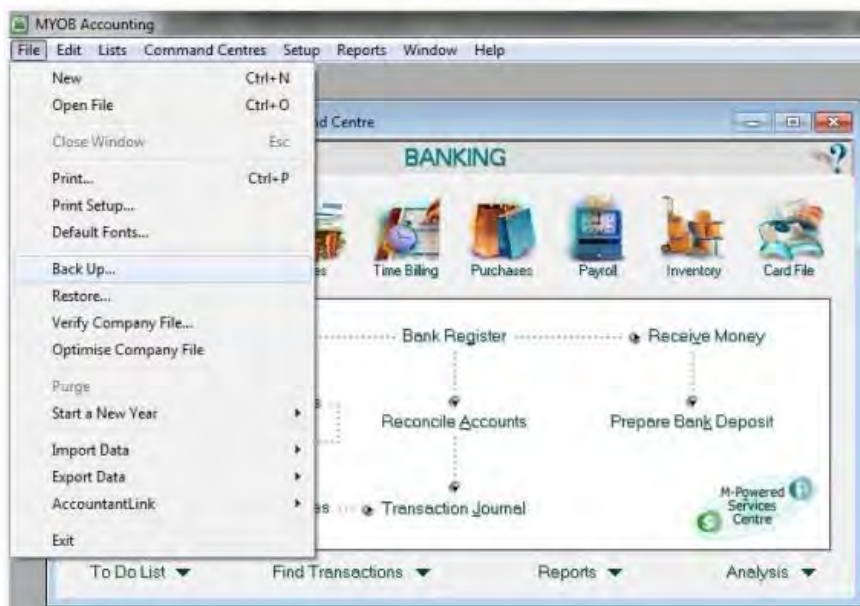 MYOB Accounting
File Edit Lists Command Centres Setup Reports Window Help
New Ctrl+N
Open File Ctrl+O
Close Window Esc
Print... Ctrl+P
Print Setup...
Default Fonts...
Back Up...
Restore...
Verify Company File...
Optimise Company File
Purge
Start a New Year
Import Data
Export Data
AccountantLink
Exit
Centre
BANKING
Time Billing Purchases Payroll Inventory Card File
Bank Register Receive Money
Reconcile Accounts Prepare Bank Deposit
Transaction Journal
M-Powered
Services
Centre
To Do List Find Transactions Reports Analysis